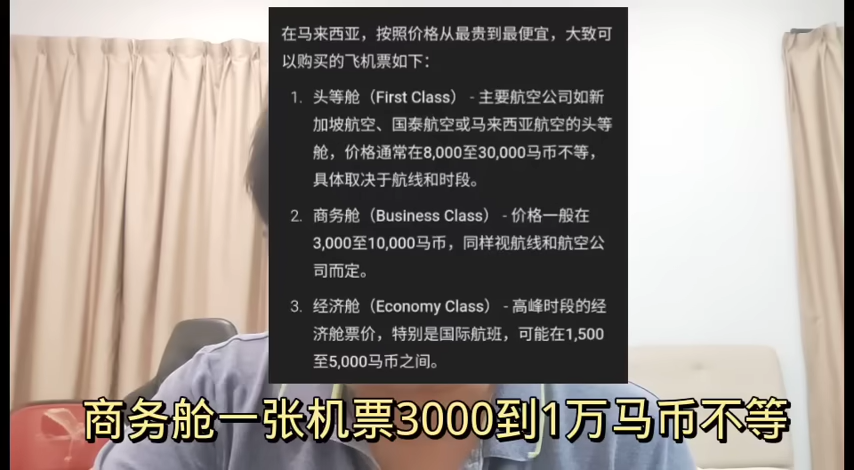 在马来西亚，按照价格从最贵到最便宜，大致可
以购买的飞机票如下：
1. 头等舱（First Class） - 主要航空公司如新
加坡航空、国泰航空或马来西亚航空的头等
舱，价格通常在8,000至30,000马币不等，
具体取决于航线和时段。
2. 商务舱（Business Class） - 价格一般在
3,000至10,000马币，同样视航线和航空公
司而定。
3. 经济舱（Economy Class） - 高峰时段的经
济舱票价，特别是国际航班，可能在1,500
至5,000马币之间。
商务舱一张机票3000到1万马币不等